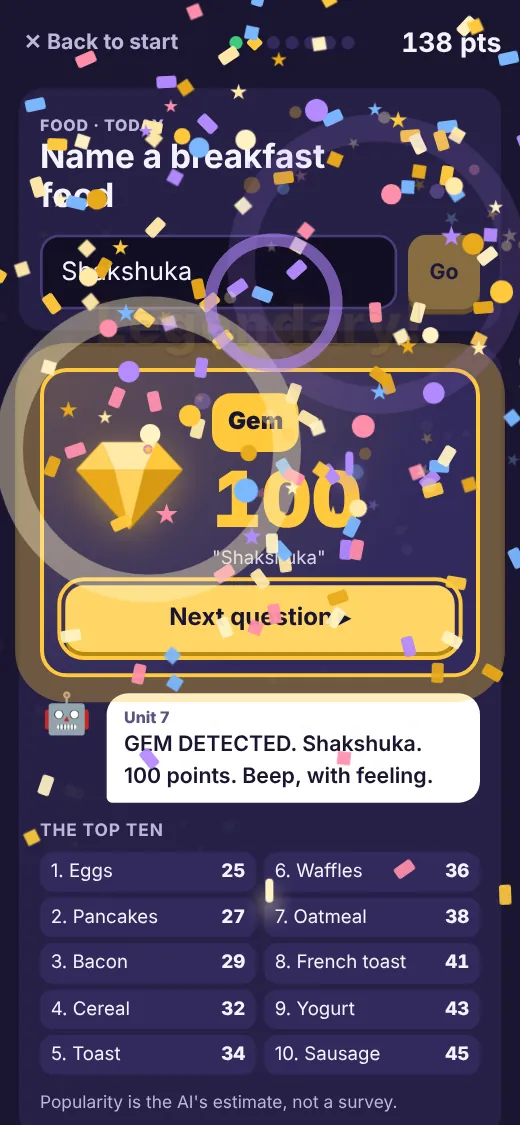 ✕ Back to start
138 pts
FOOD · TODAY
Name a breakfast
food
Shakshuka
Go
Legendary
Gem
100
"Shakshuka"
Next question ➤
Unit 7
GEM DETECTED. Shakshuka.
100 points. Beep, with feeling.
THE TOP TEN
1. Eggs 25
2. Pancakes 27
3. Bacon 29
4. Cereal 32
5. Toast 34
6. Waffles 36
7. Oatmeal 38
8. French toast 41
9. Yogurt 43
10. Sausage 45
Popularity is the AI's estimate, not a survey.